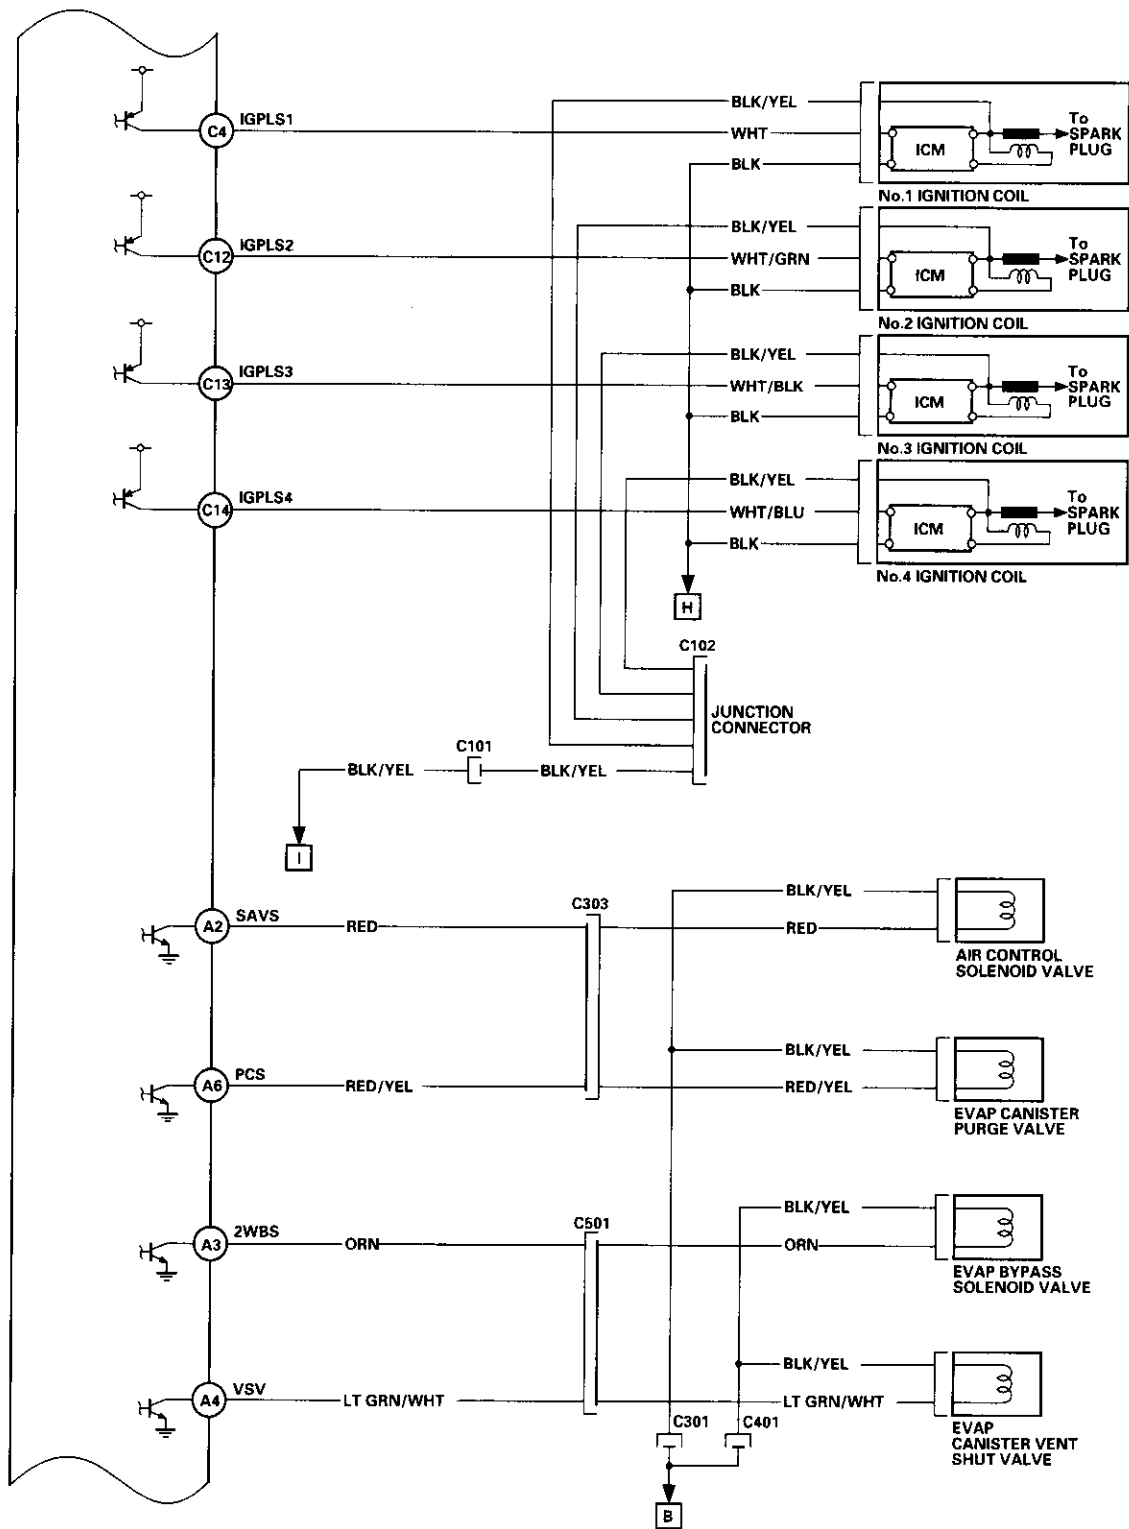 BLK/YEL
C4
IGPLS1
WHT
ICM
To
SPARK
PLUG
BLK
No.1 IGNITION COIL
BLK/YEL
C12
IGPLS2
WHT/GRN
ICM
To
SPARK
PLUG
BLK
No.2 IGNITION COIL
BLK/YEL
C13
IGPLS3
WHT/BLK
ICM
To
SPARK
PLUG
BLK
No.3 IGNITION COIL
BLK/YEL
C14
IGPLS4
WHT/BLU
ICM
To
SPARK
PLUG
BLK
No.4 IGNITION COIL
H
C102
JUNCTION
CONNECTOR
C101
BLK/YEL
BLK/YEL
I
BLK/YEL
A2
SAVS
RED
C303
RED
AIR CONTROL
SOLENOID VALVE
BLK/YEL
A6
PCS
RED/YEL
RED/YEL
EVAP CANISTER
PURGE VALVE
BLK/YEL
A3
2WBS
ORN
C501
ORN
EVAP BYPASS
SOLENOID VALVE
BLK/YEL
A4
VSV
LT GRN/WHT
LT GRN/WHT
C301
C401
EVAP
CANISTER VENT
SHUT VALVE
B